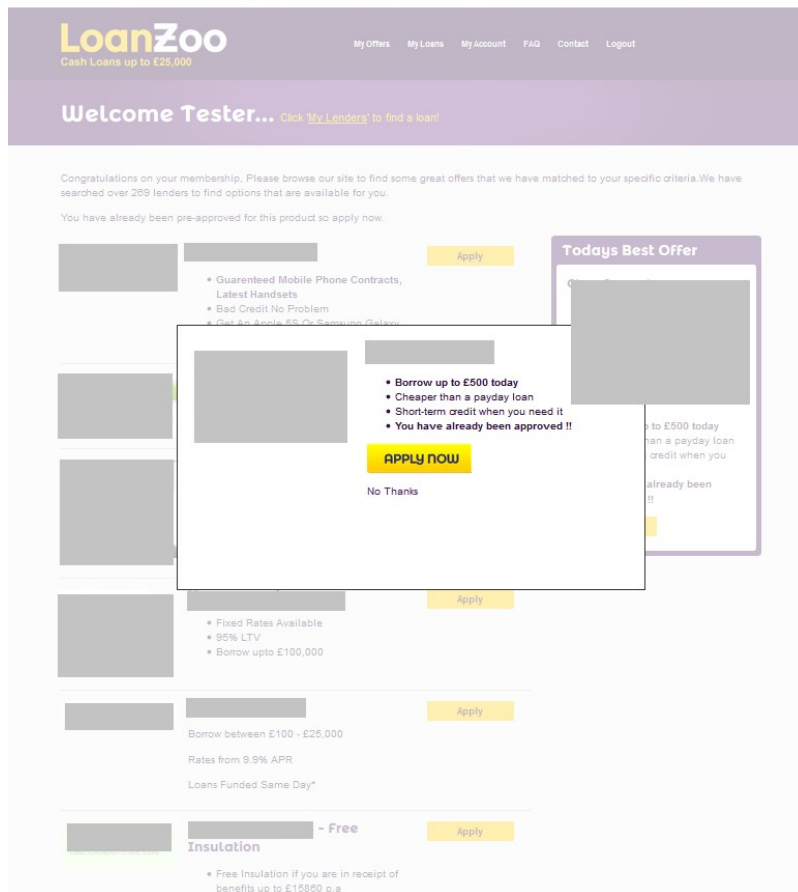 LoanZoo
Cash Loans up to £25,000
My Offers My Loans My Account FAQ Contact Logout
Welcome Tester... Click 'My Lenders' to find a loan!
Congratulations on your membership, Please browse our site to find some great offers that we have matched to your specific criteria.We have
searched over 269 lenders to find options that are available for you.
You have already been pre-approved for this product so apply now.
Apply
• Guarenteed Mobile Phone Contracts,
Latest Handsets
• Bad Credit No Problem
• Get An Apple 5S Or Samsung Galaxy
Todays Best Offer
• Borrow up to £500 today
• Cheaper than a payday loan
• Short-term credit when you need it
• You have already been approved !!
APPLY NOW
No Thanks
to £500 today
than a payday loan
credit when you
already been
!!
Apply
• Fixed Rates Available
• 95% LTV
• Borrow upto £100,000
Apply
Borrow between £100 - £25,000
Rates from 9.9% APR
Loans Funded Same Day*
– Free
Insulation
Apply
• Free Insulation if you are in receipt of
benefits up to £15860 p.a